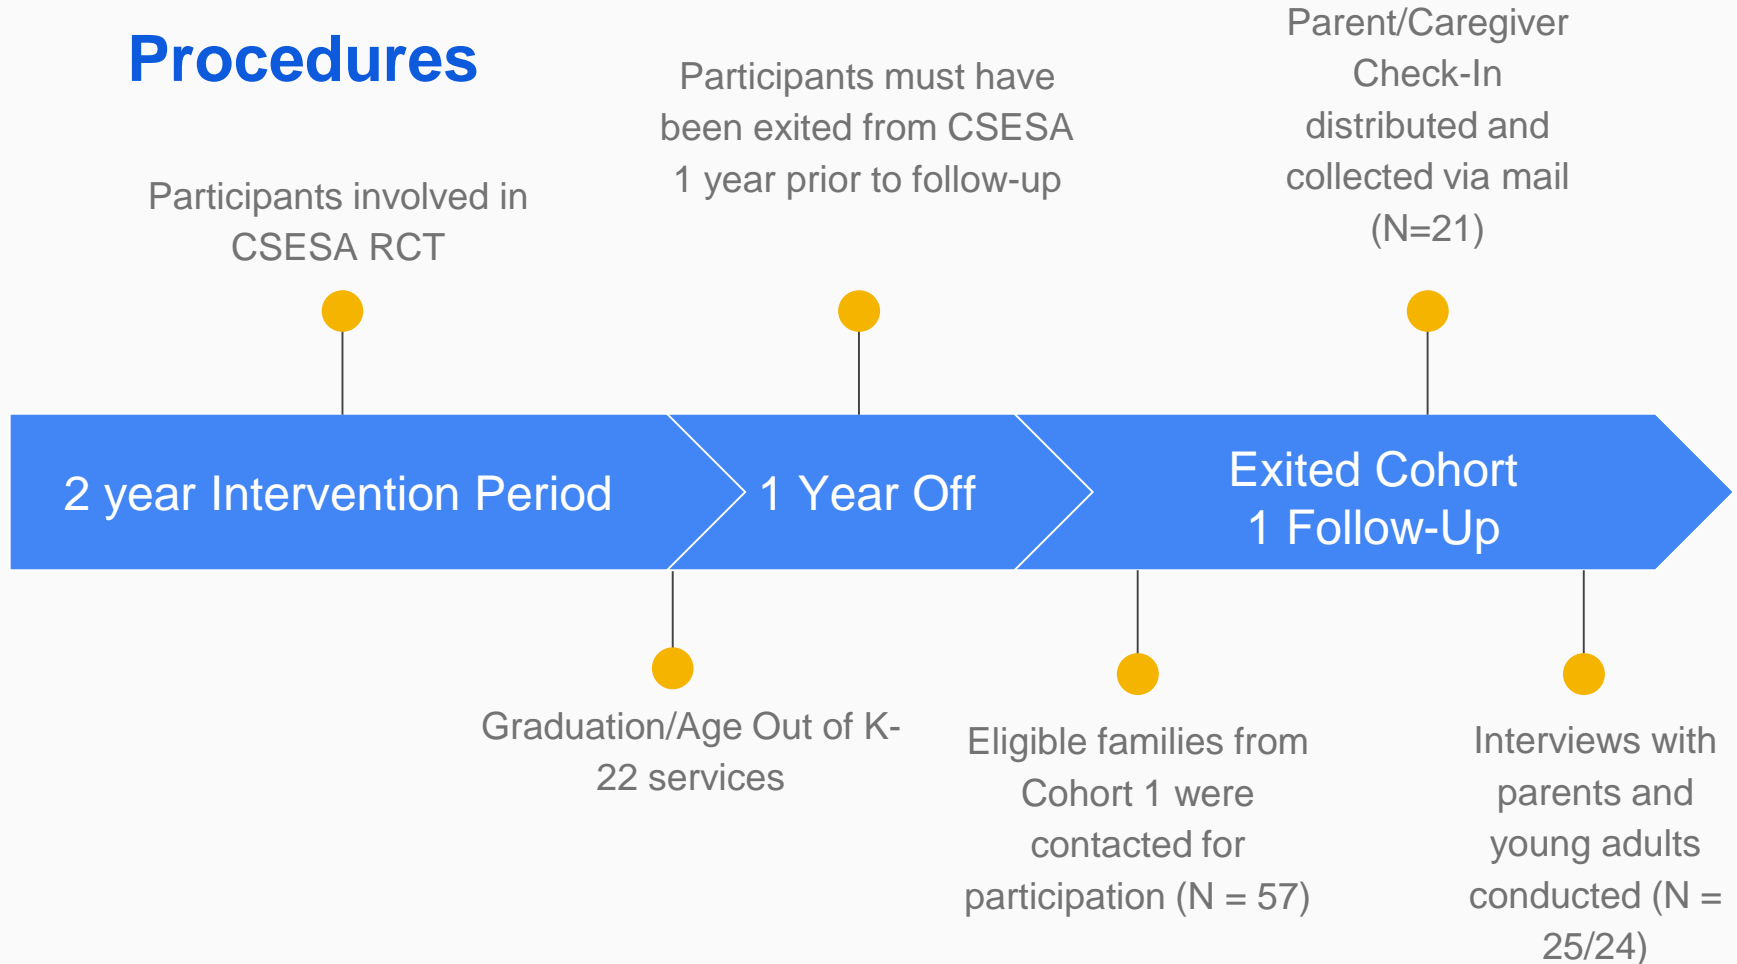 Procedures
Participants involved in
CSESA RCT
Participants must have
been exited from CSESA
1 year prior to follow-up
Parent/Caregiver
Check-In
distributed and
collected via mail
(N=21)
2 year Intervention Period
1 Year Off
Exited Cohort
1 Follow-Up
Graduation/Age Out of K-
22 services
Eligible families from
Cohort 1 were
contacted for
participation (N = 57)
Interviews with
parents and
young adults
conducted (N =
25/24)